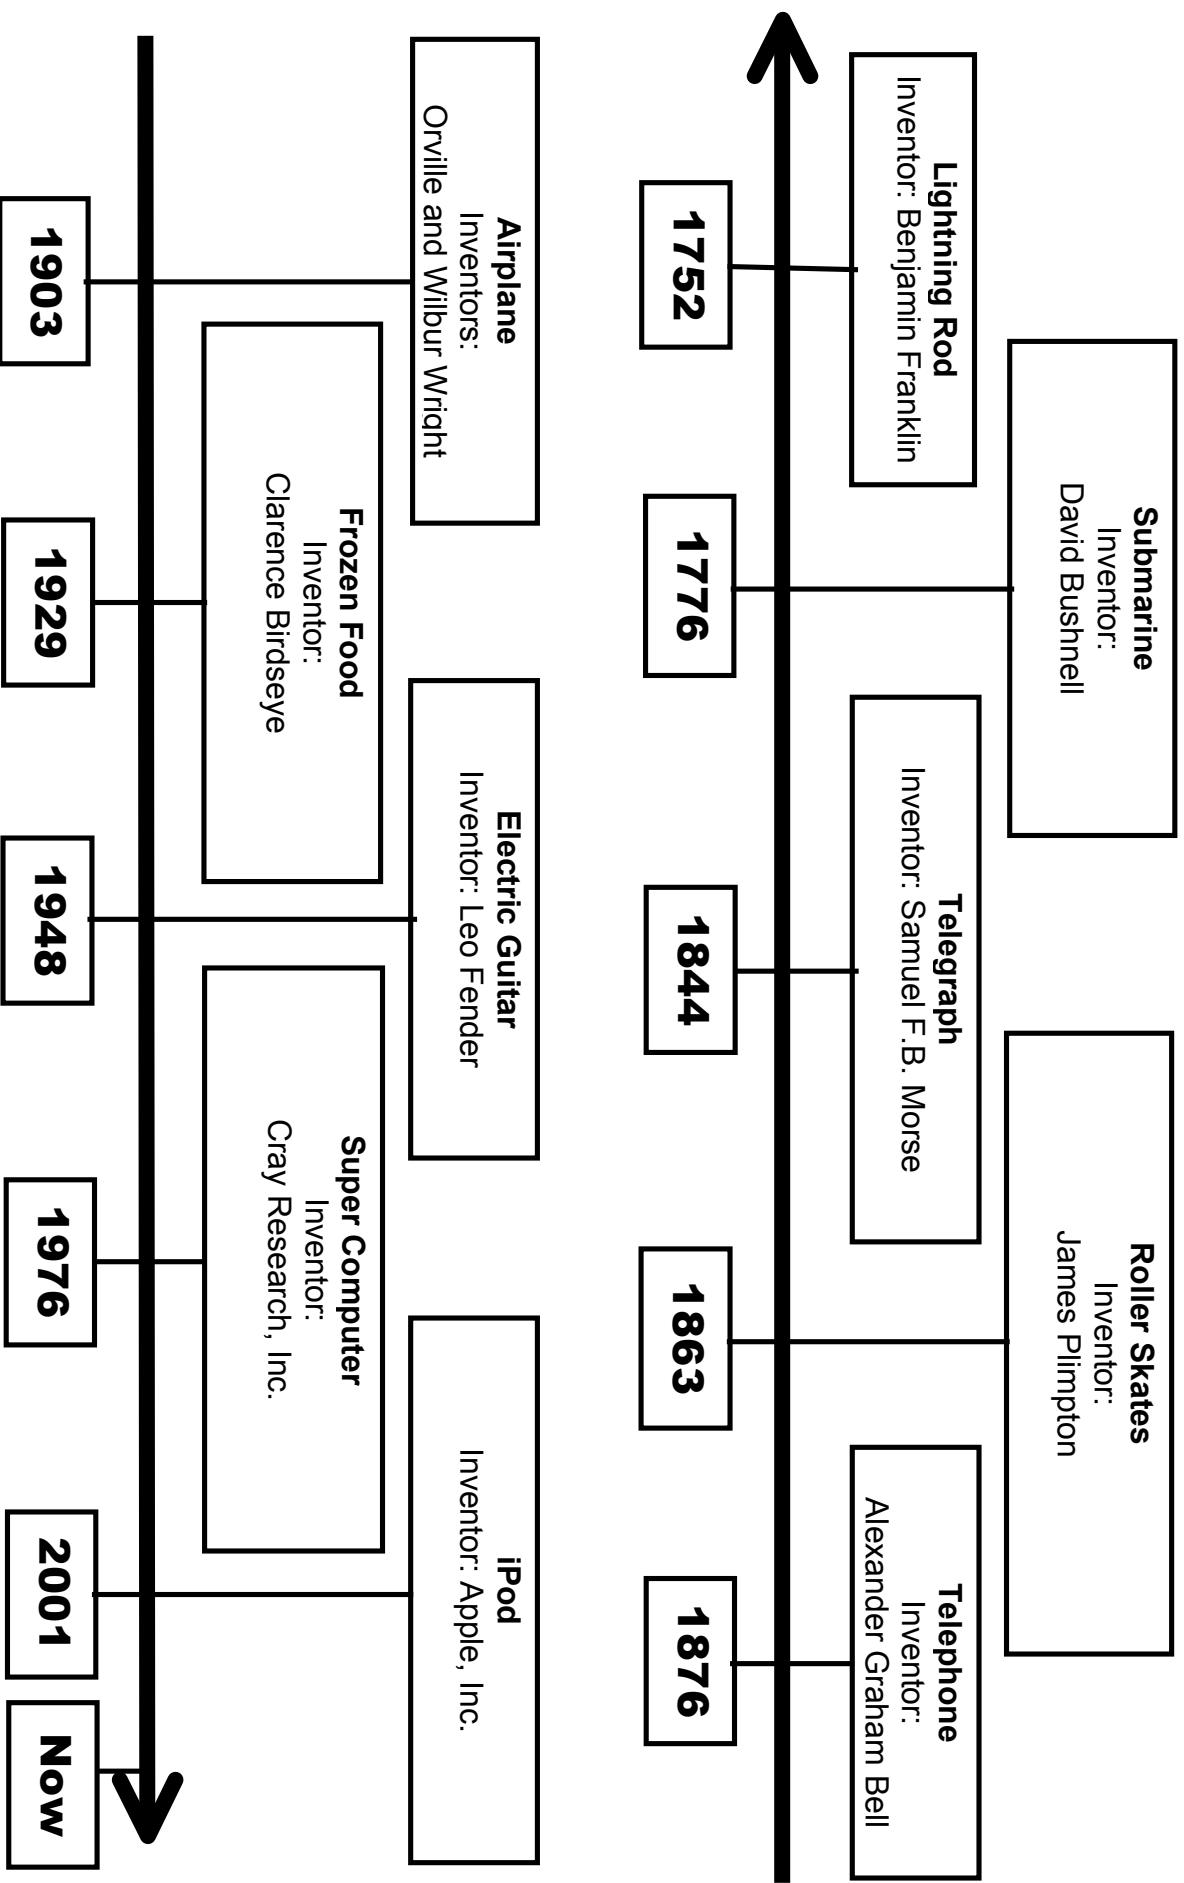 Lightning Rod
Inventor: Benjamin Franklin
1752
Submarine
Inventor:
David Bushnell
1776
Telegraph
Inventor: Samuel F.B. Morse
1844
Roller Skates
Inventor:
James Plimpton
1863
Telephone
Inventor:
Alexander Graham Bell
1876
Airplane
Inventors:
Orville and Wilbur Wright
1903
Frozen Food
Inventor:
Clarence Birdseye
1929
Electric Guitar
Inventor: Leo Fender
1948
Super Computer
Inventor:
Cray Research, Inc.
1976
iPod
Inventor: Apple, Inc.
2001
Now